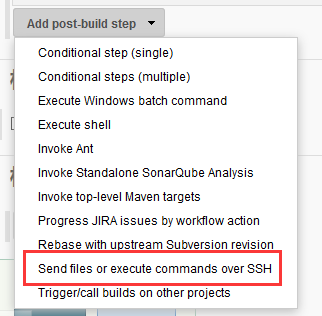 Add post-build step
Conditional step (single)
Conditional steps (multiple)
Execute Windows batch command
Execute shell
Invoke Ant
Invoke Standalone SonarQube Analysis
Invoke top-level Maven targets
Progress JIRA issues by workflow action
Rebase with upstream Subversion revision
Send files or execute commands over SSH
Trigger/call builds on other projects